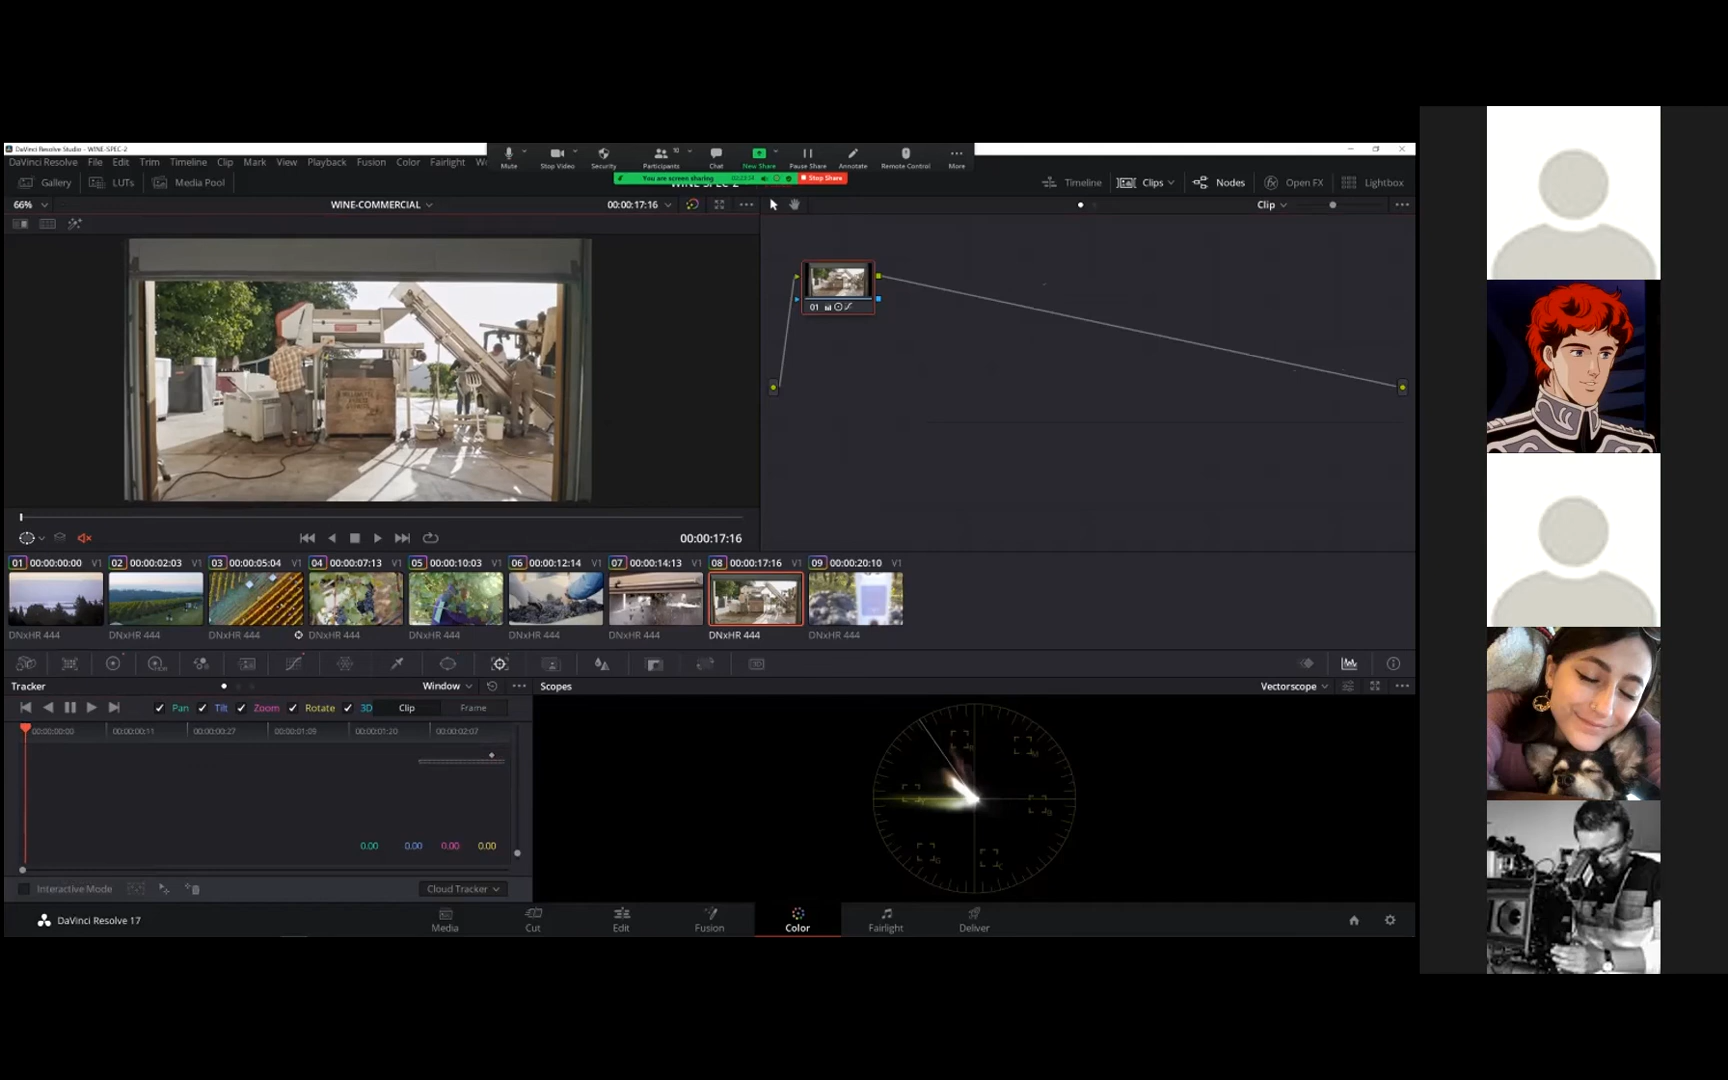 DaVinci Resolve Studio - WINE-SPEC-2
DaVinci Resolve File Edit Trim Timeline Clip Mark View Playback Fusion Color Fairlight
Mute Stop Video Security Participants 10 Chat New Share Pause Share Annotate Remote Control More
You are screen sharing Stop Share
Gallery LUTs Media Pool
Timeline Clips Nodes Open FX Lightbox
66% WINE-COMMERCIAL 00:00:17:16
Clip
01
00:00:17:16
01 00:00:00:00 V1 02 00:00:02:03 V1 03 00:00:05:04 V1 04 00:00:07:13 V1 05 00:00:10:03 V1 06 00:00:12:14 V1 07 00:00:14:13 V1 08 00:00:17:16 V1 09 00:00:20:10 V1
DNxHR 444 DNxHR 444 DNxHR 444 DNxHR 444 DNxHR 444 DNxHR 444 DNxHR 444 DNxHR 444 DNxHR 444
Tracker Window Scopes Vectorscope
Pan Tilt Zoom Rotate 3D Clip Frame
00:00:00:00 00:00:00:11 00:00:00:27 00:00:01:09 00:00:01:20 00:00:02:07
0.00 0.00 0.00 0.00
Interactive Mode Cloud Tracker
DaVinci Resolve 17
Media Cut Edit Fusion Color Fairlight Deliver